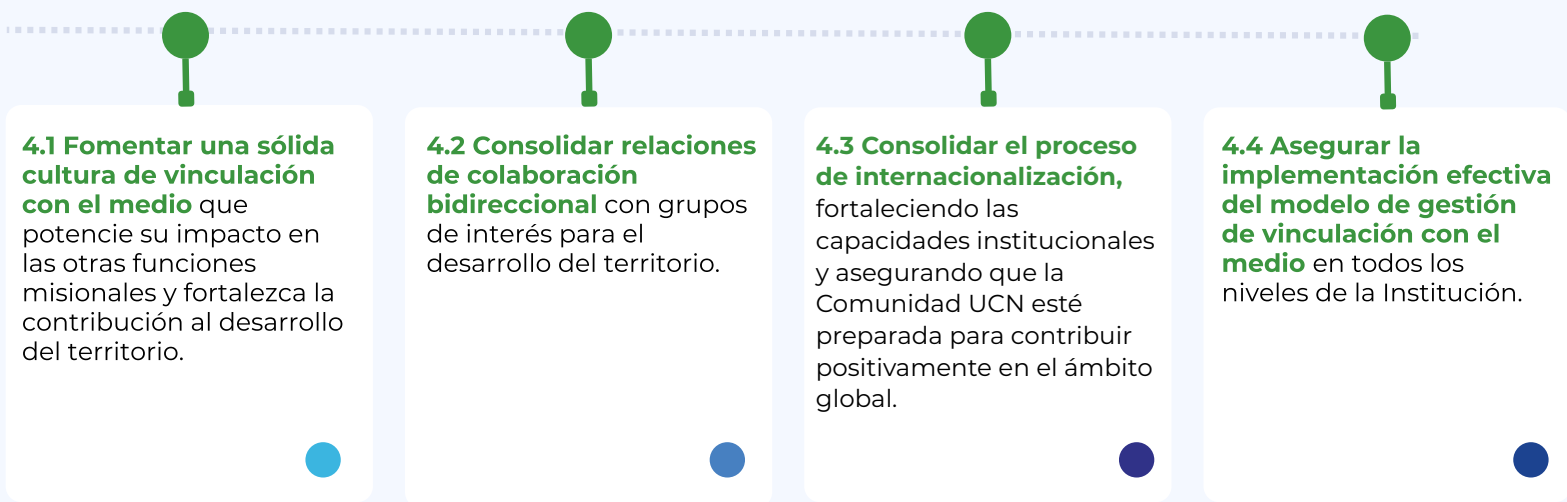 4.1 Fomentar una sólida
cultura de vinculación
con el medio que
potencie su impacto en
las otras funciones
misionales y fortalezca la
contribución al desarrollo
del territorio.
4.2 Consolidar relaciones
de colaboración
bidireccional con grupos
de interés para el
desarrollo del territorio.
4.3 Consolidar el proceso
de internacionalización,
fortaleciendo las
capacidades institucionales
y asegurando que la
Comunidad UCN esté
preparada para contribuir
positivamente en el ámbito
global.
4.4 Asegurar la
implementación efectiva
del modelo de gestión
de vinculación con el
medio en todos los
niveles de la Institución.